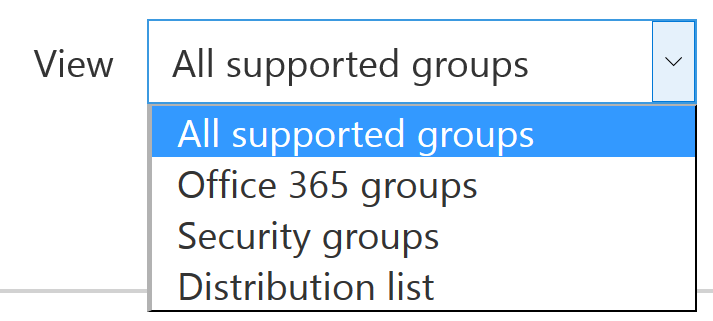 View All supported groups
All supported groups
Office 365 groups
Security groups
Distribution list